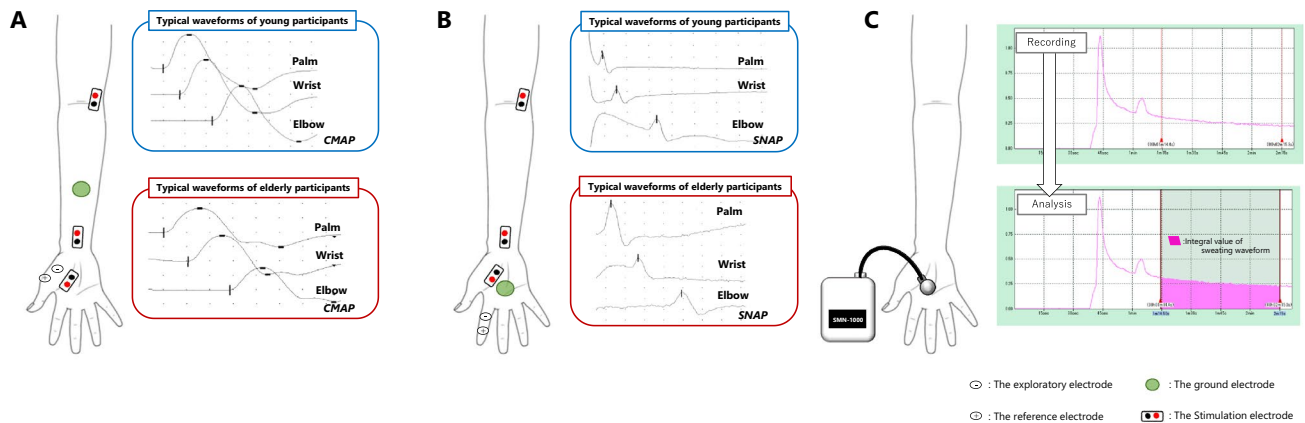 A
Typical waveforms of young participants
Palm
Wrist
Elbow
CMAP
Typical waveforms of elderly participants
Palm
Wrist
Elbow
CMAP
B
Typical waveforms of young participants
Palm
Wrist
Elbow
SNAP
Typical waveforms of elderly participants
Palm
Wrist
Elbow
SNAP
C
SMN-1000
Recording
Analysis
:Integral value of
sweating waveform
: The exploratory electrode
: The ground electrode
: The reference electrode
: The Stimulation electrode